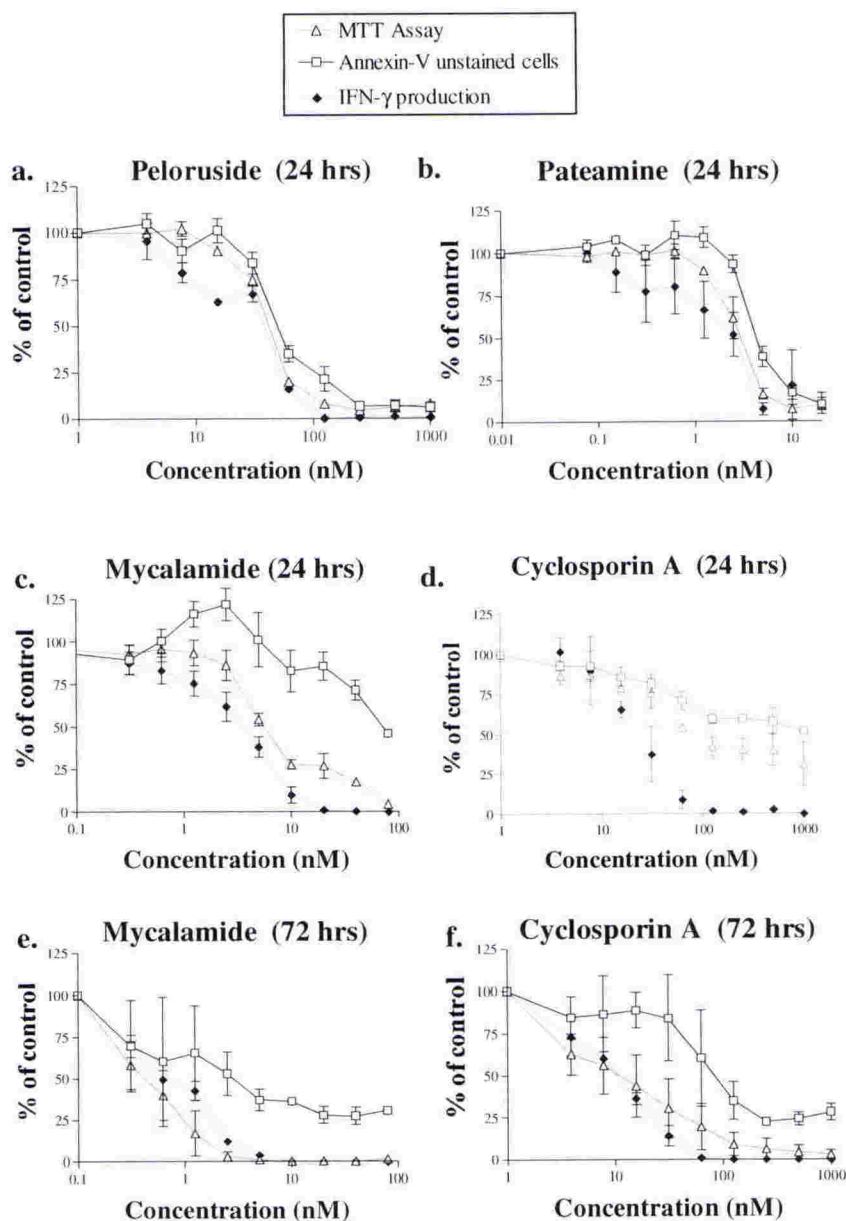 MTT Assay
Annexin-V unstained cells
IFN-γ production
a. Peloruside (24 hrs)
125
100
75
50
25
0
% of control
1 10 100 1000
Concentration (nM)
b. Pateamine (24 hrs)
125
100
75
50
25
0
% of control
0.01 0.1 1 10
Concentration (nM)
c. Mycalamide (24 hrs)
125
100
75
50
25
0
% of control
0.1 1 10 100
Concentration (nM)
d. Cyclosporin A (24 hrs)
125
100
75
50
25
0
% of control
1 10 100 1000
Concentration (nM)
e. Mycalamide (72 hrs)
125
100
75
50
25
0
% of control
0.1 1 10 100
Concentration (nM)
f. Cyclosporin A (72 hrs)
125
100
75
50
25
0
% of control
1 10 100 1000
Concentration (nM)